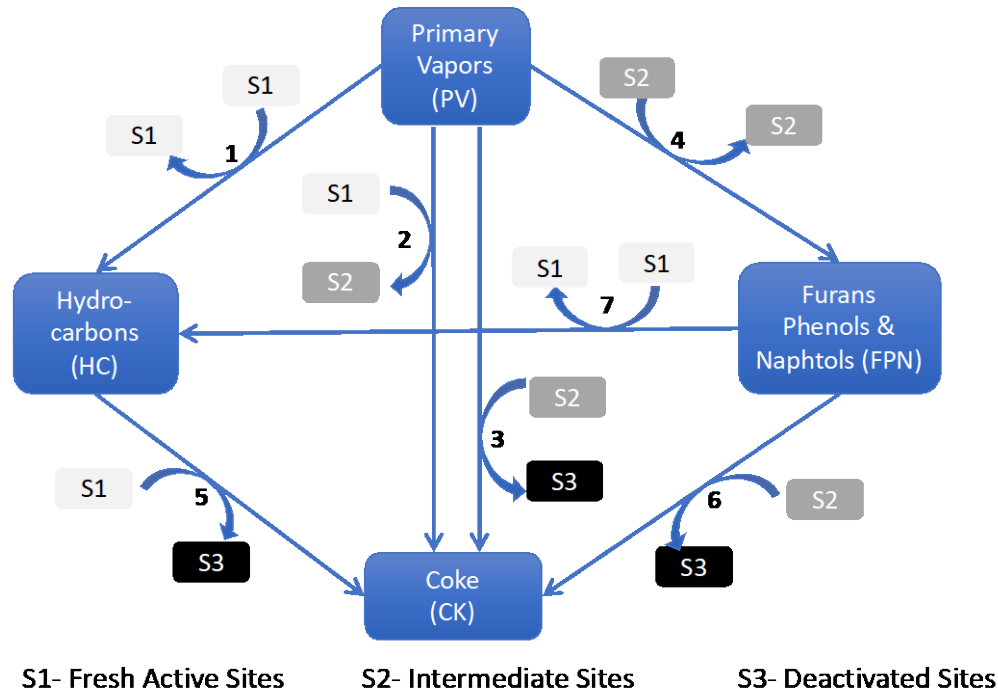 Primary
Vapors
(PV)
S1
S2
S1
S2
1
4
S1
2
S2
S1
S1
7
Hydro-
carbons
(HC)
Furans
Phenols &
Naphtols (FPN)
S2
3
S3
S1
5
S3
S2
6
S3
Coke
(CK)
S1- Fresh Active Sites
S2- Intermediate Sites
S3- Deactivated Sites